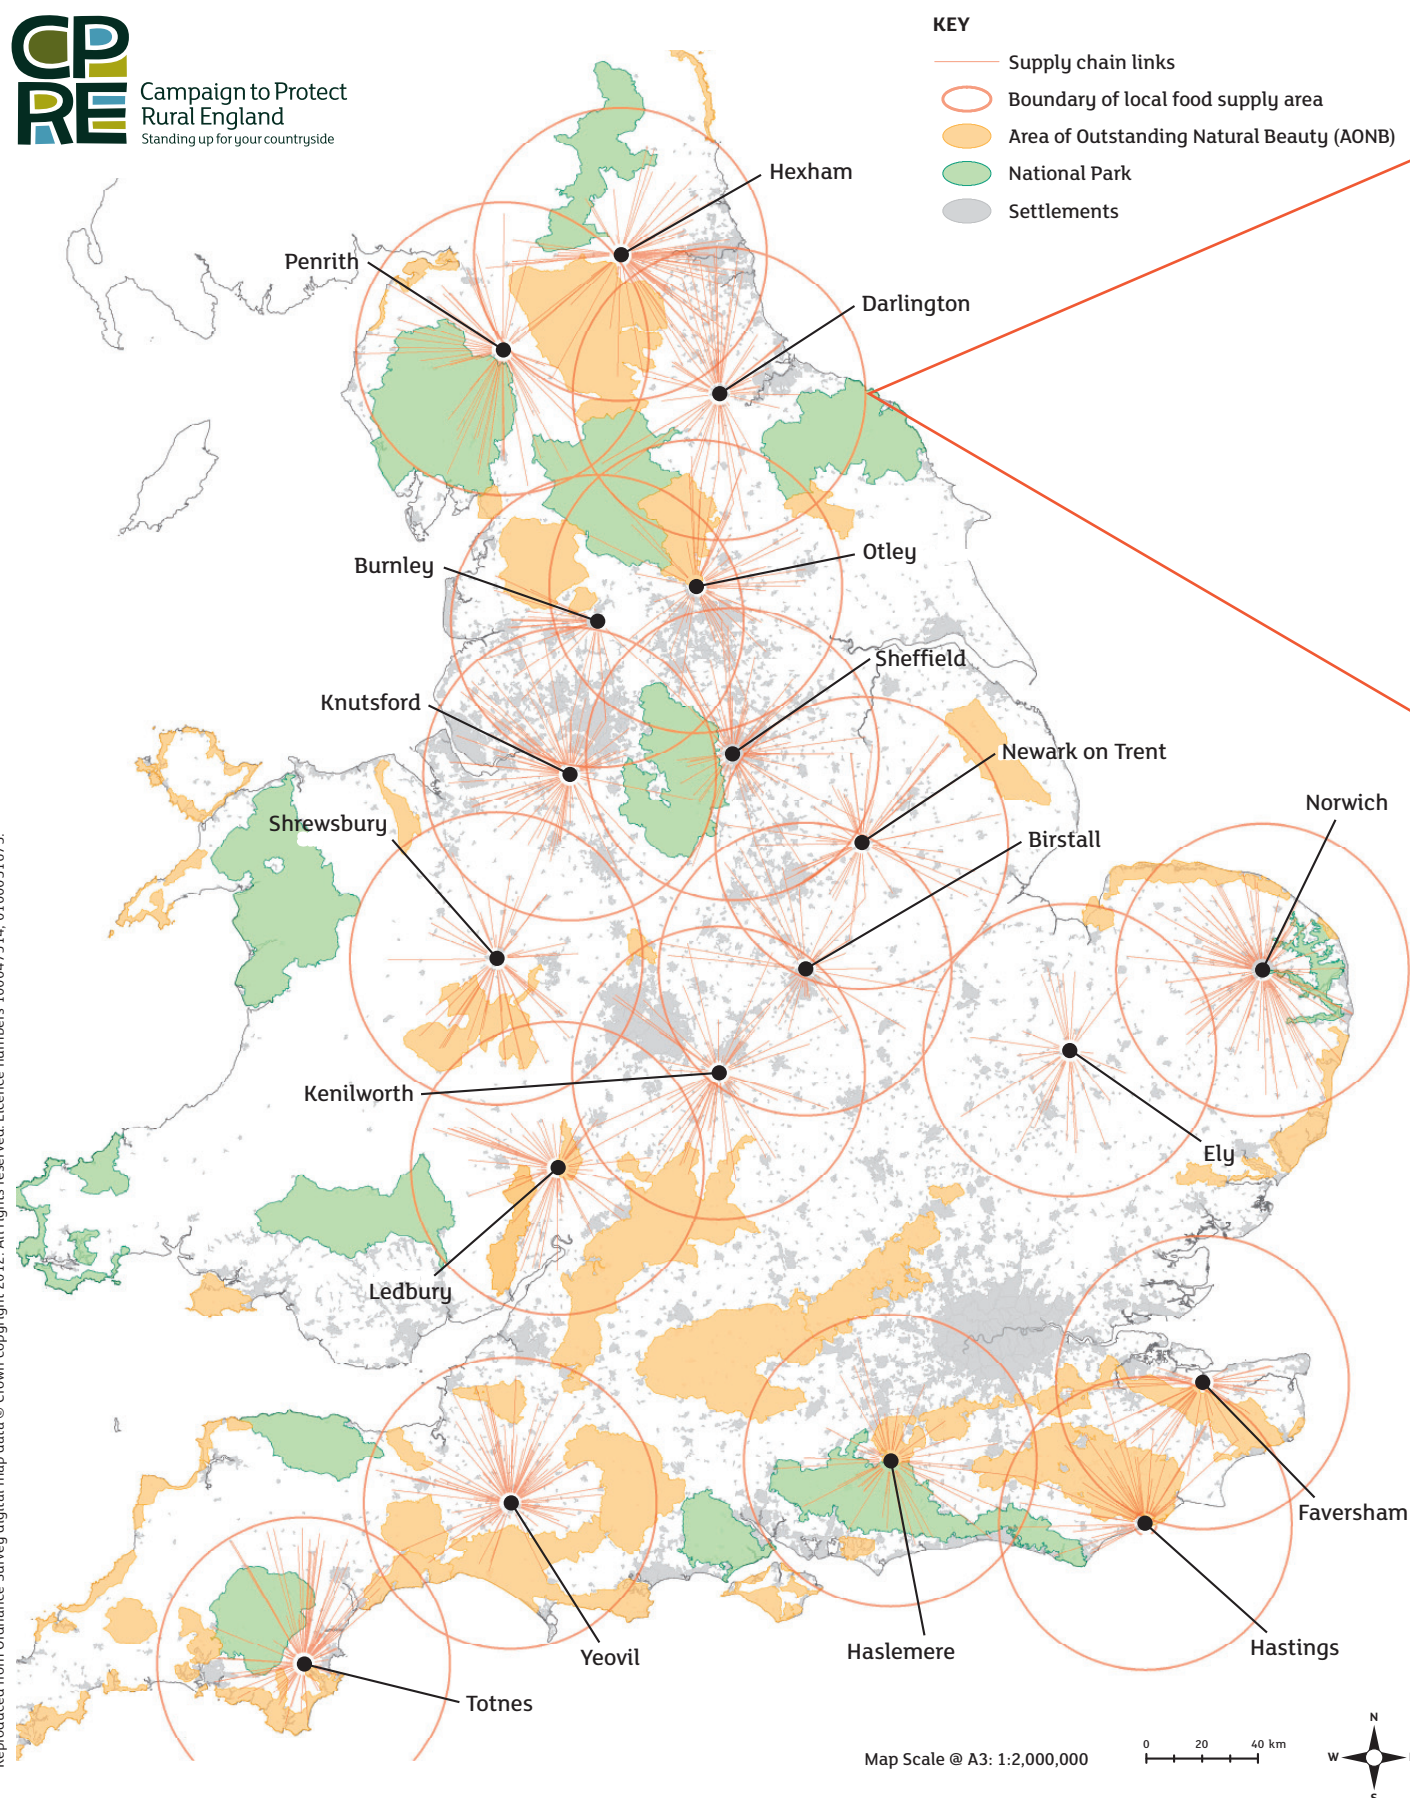 CPRE
Campaign to Protect
Rural England
Standing up for your countryside
KEY
Supply chain links
Boundary of local food supply area
Area of Outstanding Natural Beauty (AONB)
National Park
Settlements
Hexham
Penrith
Darlington
Burnley
Otley
Sheffield
Knutsford
Newark on Trent
Norwich
Shrewsbury
Birstall
Kenilworth
Ely
Ledbury
Faversham
Hastings
Haslemere
Yeovil
Totnes
Map Scale @ A3: 1:2,000,000
0 20 40 km
N
W
S